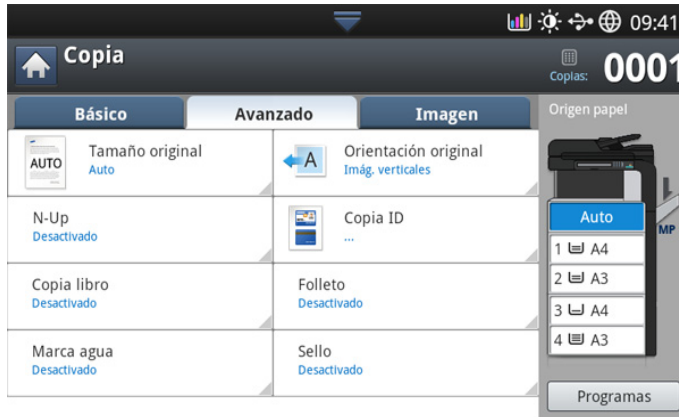 09:41
Copia
Copias: 0001
Básico Avanzado Imagen
Origen papel
AUTO
Tamaño original
Auto
A
Orientación original
Imág. verticales
N-Up
Desactivado
Copia ID
...
Copia libro
Desactivado
Folleto
Desactivado
Marca agua
Desactivado
Sello
Desactivado
Auto
MP
1 A4
2 A3
3 A4
4 A3
Programas